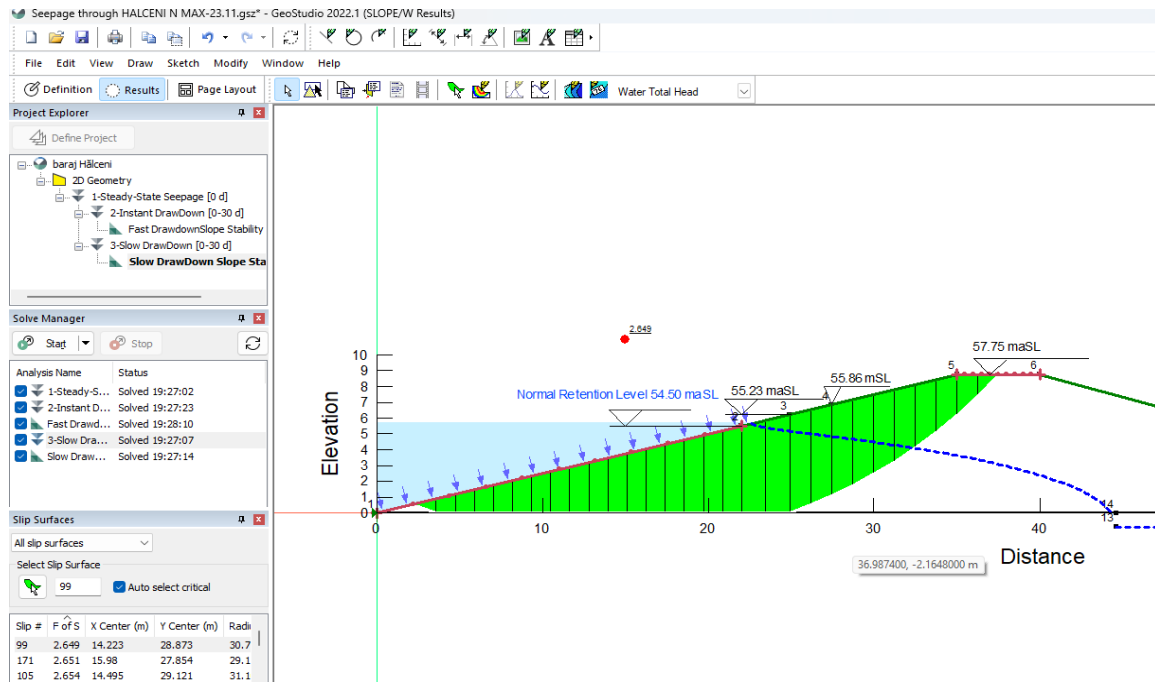 Seepage through HALCENI N MAX-23.11.gsz* - GeoStudio 2022.1 (SLOPE/W Results)
File Edit View Draw Sketch Modify Window Help
Definition Results Page Layout Water Total Head
Project Explorer
Define Project
baraj Hălceni
2D Geometry
1-Steady-State Seepage [0 d]
2-Instant DrawDown [0-30 d]
Fast DrawdownSlope Stability
3-Slow DrawDown [0-30 d]
Slow DrawDown Slope Sta
Solve Manager
Start Stop
Analysis Name Status
1-Steady-S... Solved 19:27:02
2-Instant D... Solved 19:27:23
Fast Drawd... Solved 19:28:10
3-Slow Dra... Solved 19:27:07
Slow Draw... Solved 19:27:14
Slip Surfaces
All slip surfaces
Select Slip Surface
99 Auto select critical
Slip # F of S X Center (m) Y Center (m) Radi
99 2.649 14.223 28.873 30.7
171 2.651 15.98 27.854 29.1
105 2.654 14.495 29.121 31.1
2.649
57.75 maSL
Normal Retention Level 54.50 maSL
55.23 maSL
55.86 mSL
Elevation
10
9
8
7
6
5
4
3
2
1
0
1
2
3
4
5
6
14
13
0 10 20 30 40
Distance
36.987400, -2.1648000 m